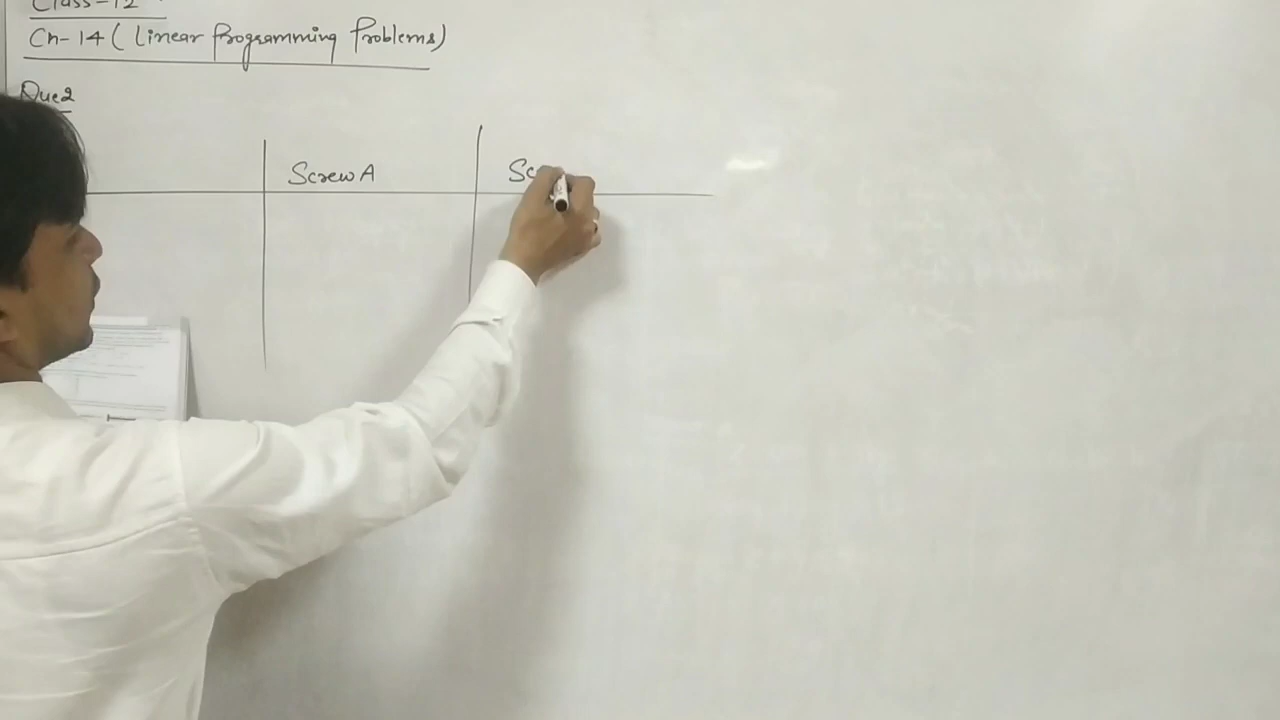 Class-12
Ch-14 ( Linear Programming Problems)
Que2
Screw A
Sc